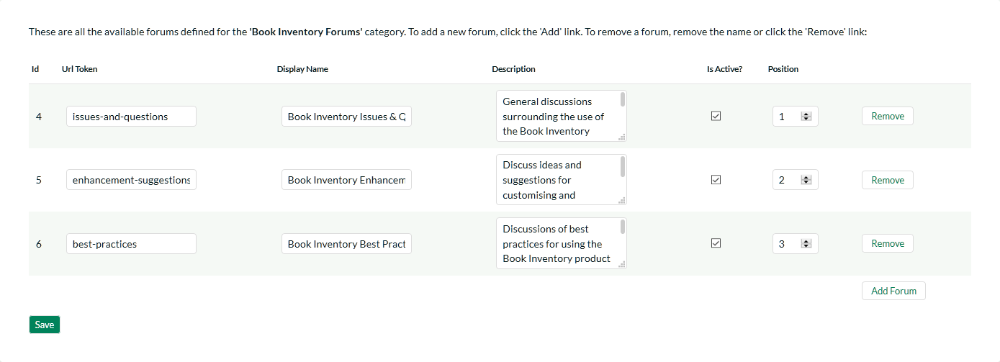 These are all the available forums defined for the 'Book Inventory Forums' category. To add a new forum, click the 'Add' link. To remove a forum, remove the name or click the 'Remove' link:
Id Url Token Display Name Description Is Active? Position
4 issues-and-questions Book Inventory Issues & Q General discussions
surrounding the use of
the Book Inventory 1 Remove
5 enhancement-suggestions Book Inventory Enhancem Discuss ideas and
suggestions for
customising and 2 Remove
6 best-practices Book Inventory Best Pract Discussions of best
practices for using the
Book Inventory product 3 Remove
Add Forum
Save